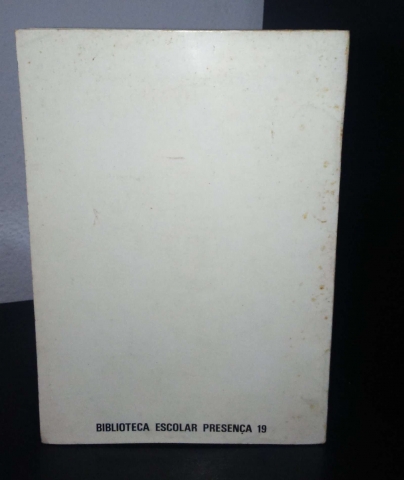 BIBLIOTECA ESCOLAR PRESENÇA 19